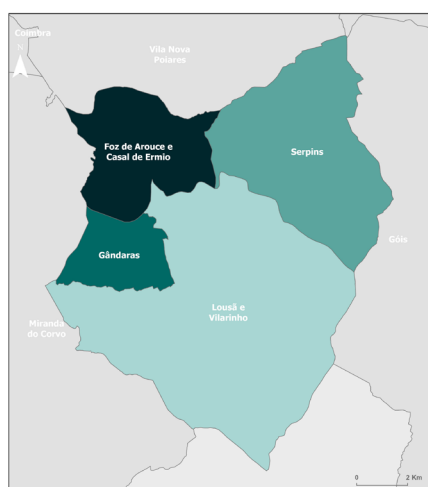 Coimbra
N
Vila Nova
Poiares
Foz de Arouce e
Casal de Ermio
Serpins
Góis
Gândaras
Lousã e
Vilarinho
Miranda
do Corvo
0 2 Km